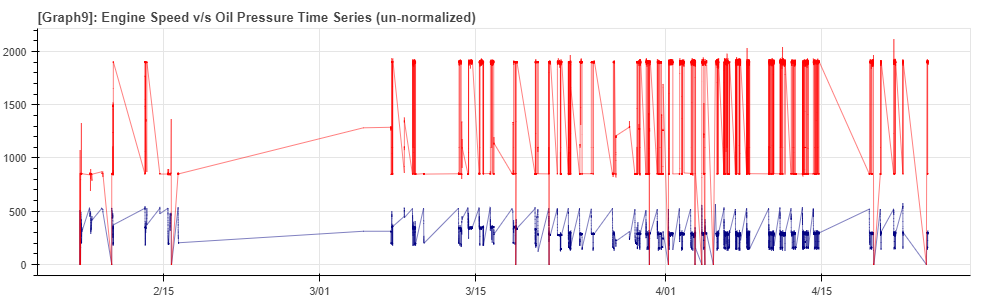 [Graph9]: Engine Speed v/s Oil Pressure Time Series (un-normalized)
2000
1500
1000
500
0
2/15 3/01 3/15 4/01 4/15